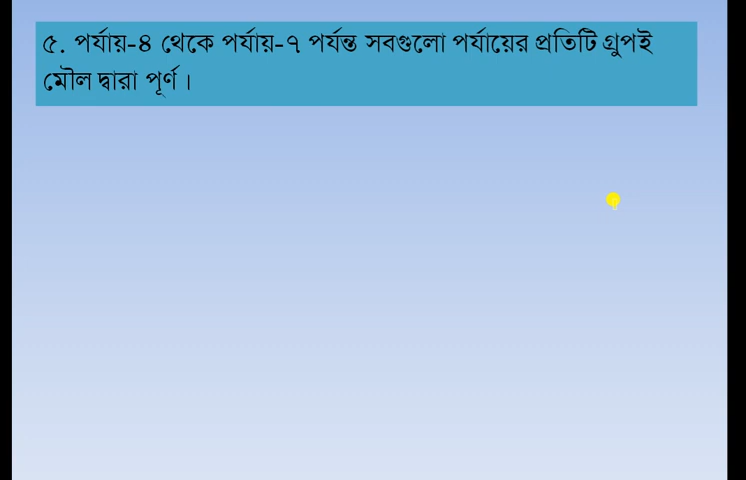 ৫. পর্যায়-৪ থেকে পর্যায়-৭ পর্যন্ত সবগুলো পর্যায়ের প্রতিটি গ্রুপই
মৌল দ্বারা পূর্ণ।